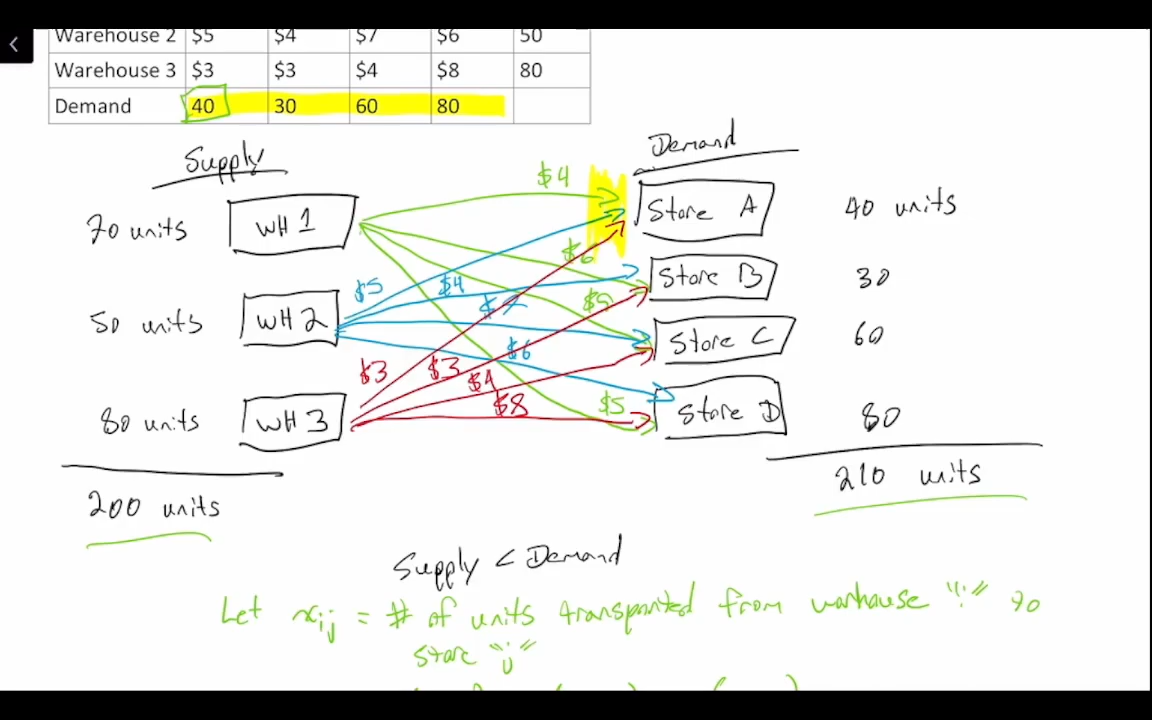 Warehouse 2 $5 $4 $7 $6 50
Warehouse 3 $3 $3 $4 $8 80
Demand 40 30 60 80
Supply
Demand
$4
70 units WH 1 Store A 40 units
$6
$5 $4 $7 $9 Store B 30
50 units WH 2 Store C 60
$6
$3 $3 $4 $8 $5
80 units WH 3 Store D 80
200 units 210 units
Supply < Demand
Let xij = # of units transported from warehouse "i" to
store "j"